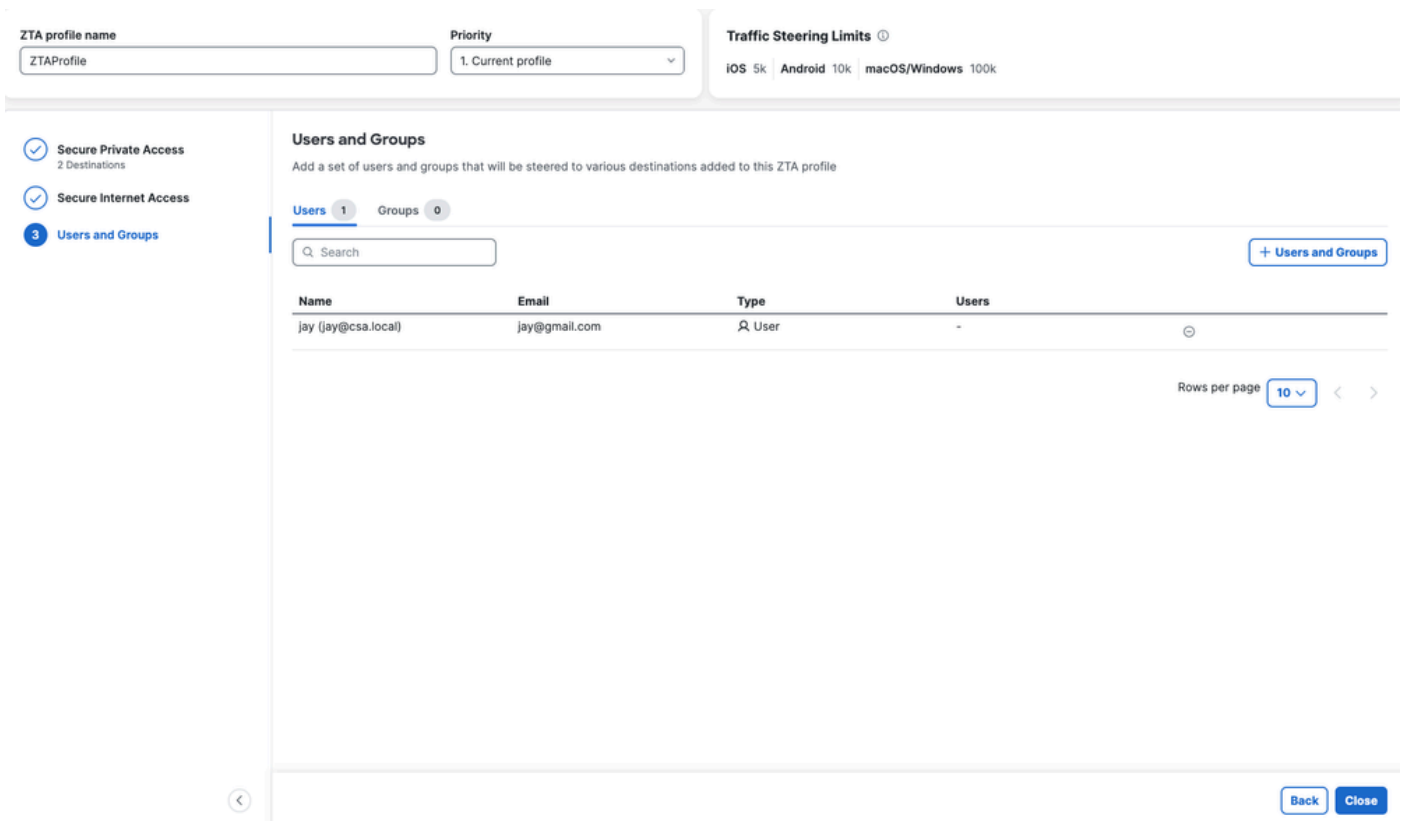 ZTA profile name
ZTAProfile
Priority
1. Current profile
Traffic Steering Limits
iOS 5k Android 10k macOS/Windows 100k
Secure Private Access
2 Destinations
Secure Internet Access
3 Users and Groups
Users and Groups
Add a set of users and groups that will be steered to various destinations added to this ZTA profile
Users 1 Groups 0
Search
+ Users and Groups
Name Email Type Users
jay (jay@csa.local) jay@gmail.com User -
Rows per page 10
Back Close